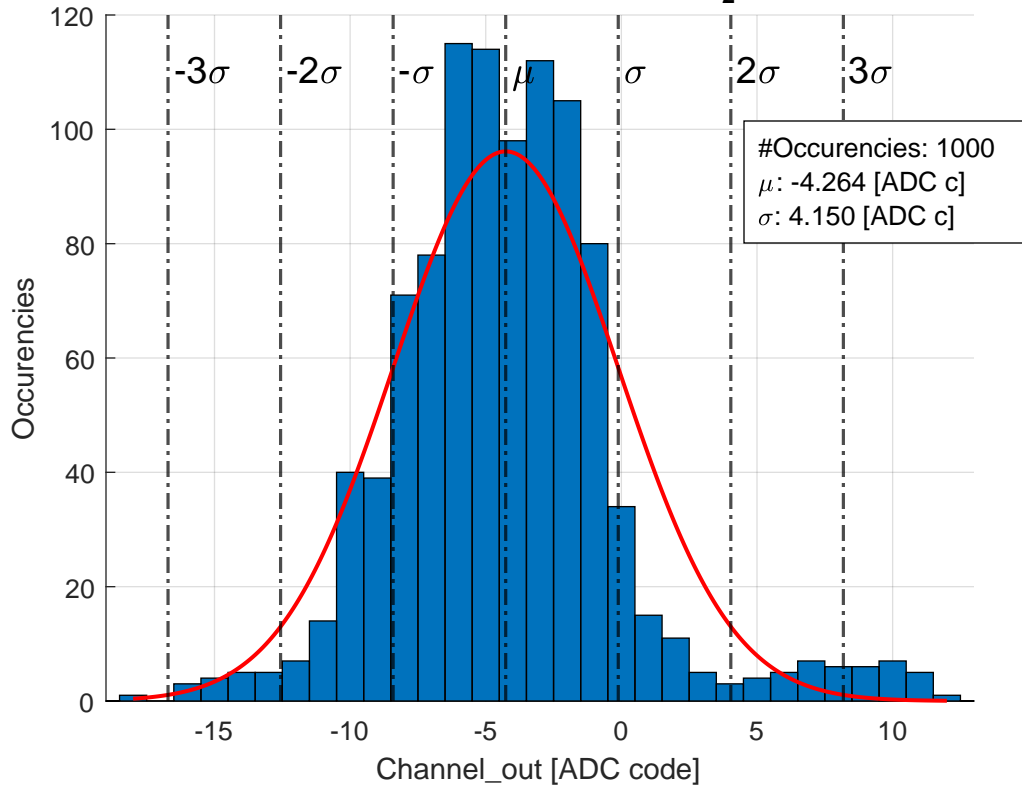 120
-3σ
-2σ
-σ
μ
σ
2σ
3σ
100
#Occurencies: 1000
μ: -4.264 [ADC c]
σ: 4.150 [ADC c]
80
60
40
20
0
Occurencies
-15
-10
-5
0
5
10
Channel_out [ADC code]